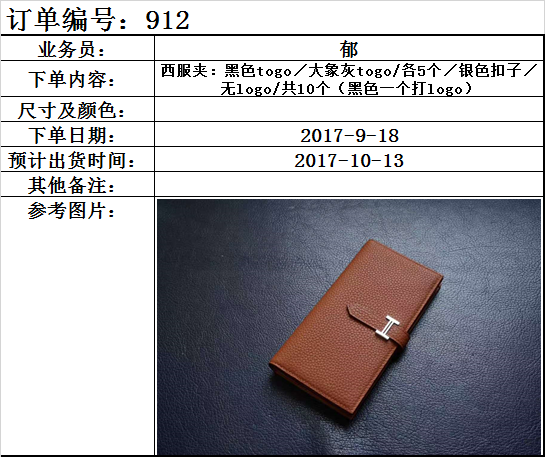 订单编号：912
业务员： 郁
下单内容： 西服夹：黑色togo／大象灰togo/各5个／银色扣子／
无logo/共10个（黑色一个打logo）
尺寸及颜色：
下单日期： 2017-9-18
预计出货时间： 2017-10-13
其他备注：
参考图片：